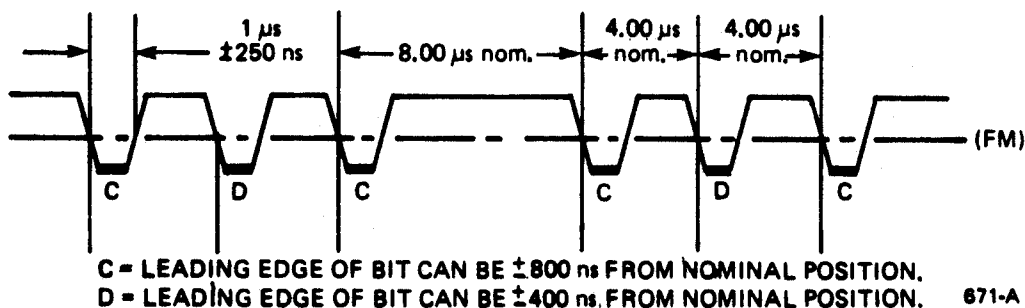 1 µs
±250 ns
8.00 µs nom.
4.00 µs
nom.
4.00 µs
nom.
(FM)
C
D
C
C
D
C
C = LEADING EDGE OF BIT CAN BE ±800 ns FROM NOMINAL POSITION.
D = LEADING EDGE OF BIT CAN BE ±400 ns FROM NOMINAL POSITION.
671-A